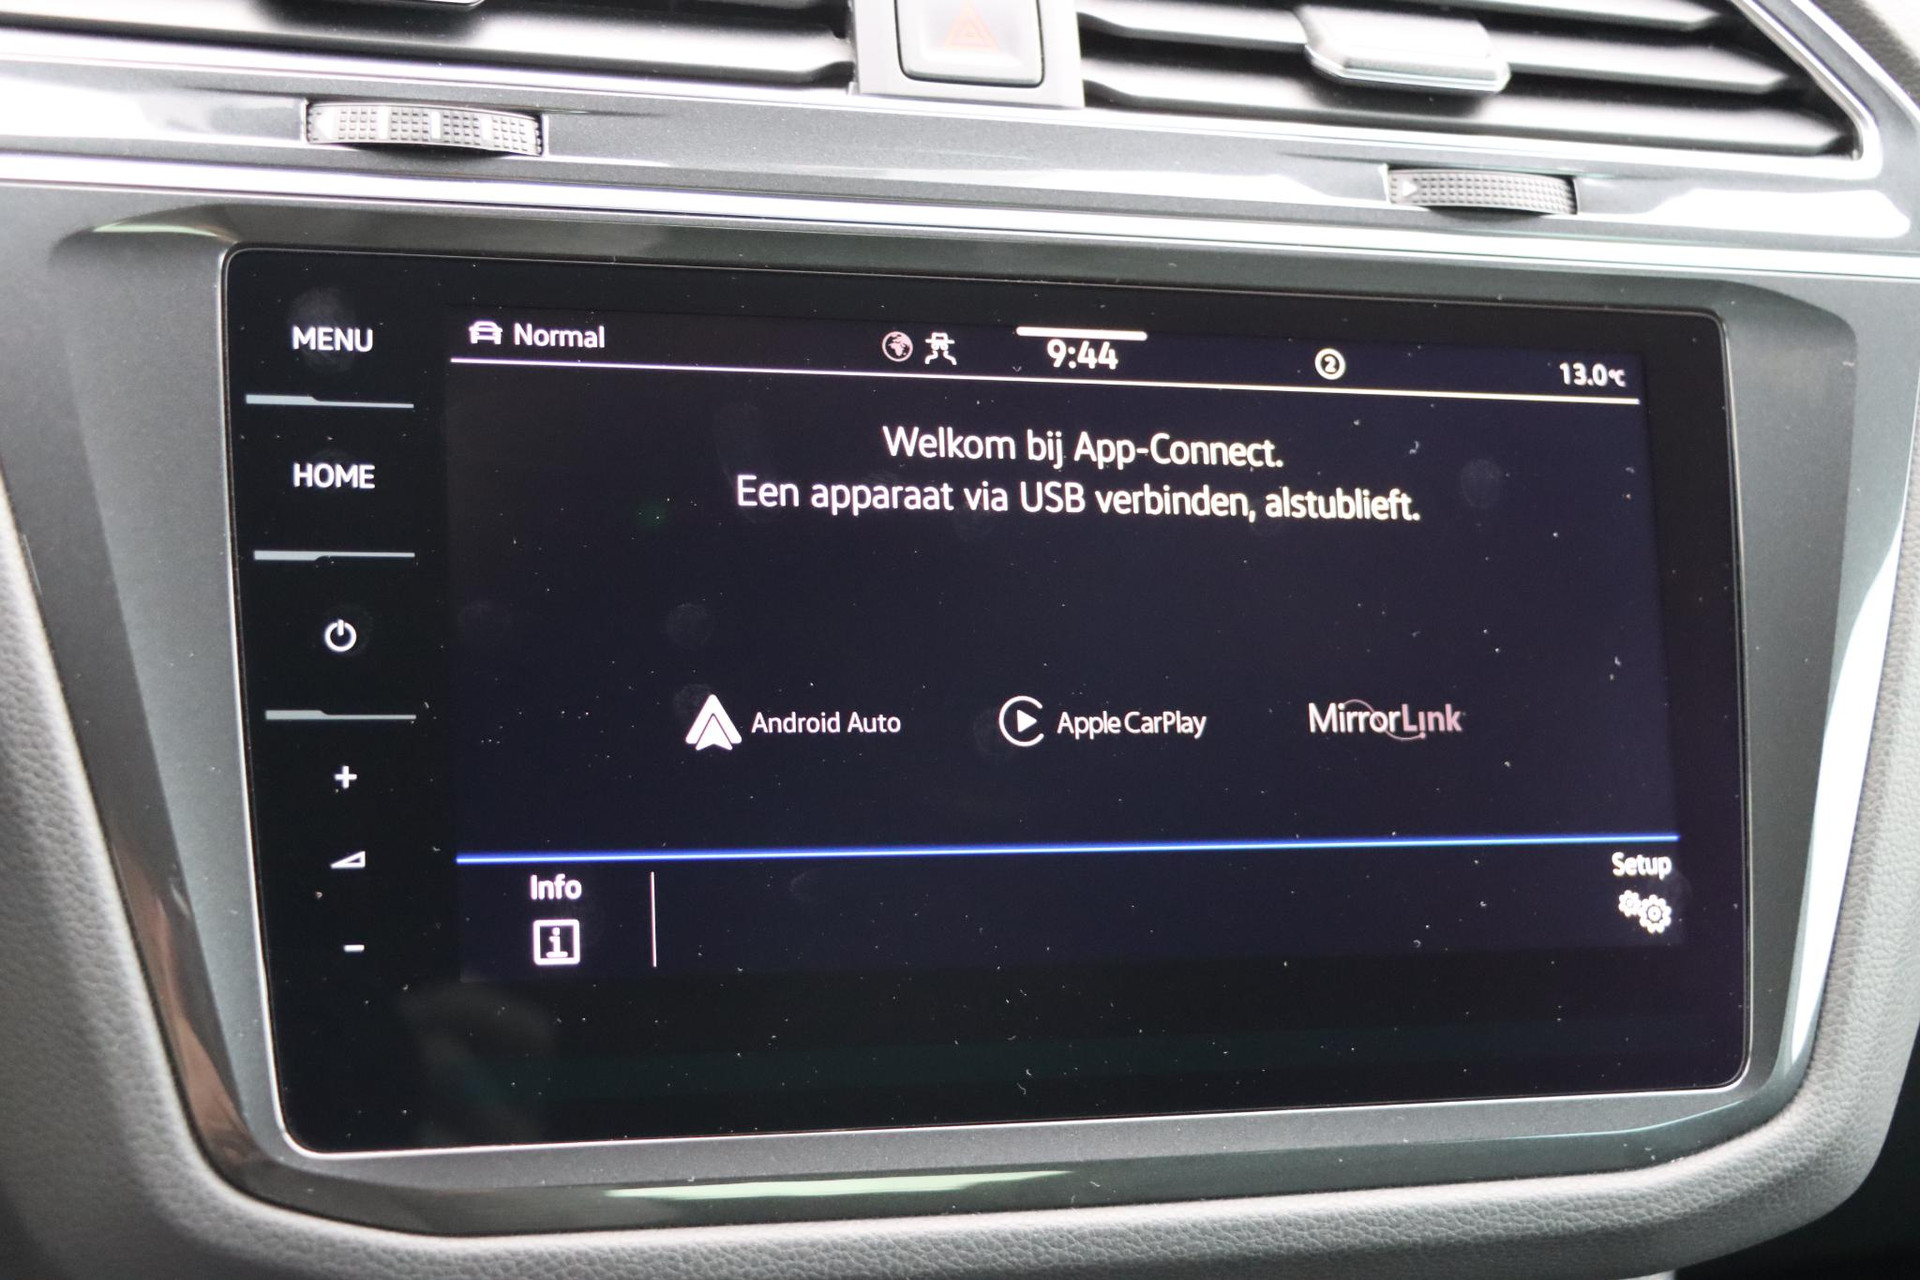 MENU
HOME
Normal
9:44
2
13.0°C
Welkom bij App-Connect.
Een apparaat via USB verbinden, alstublieft.
Android Auto
Apple CarPlay
MirrorLink
Info
Setup